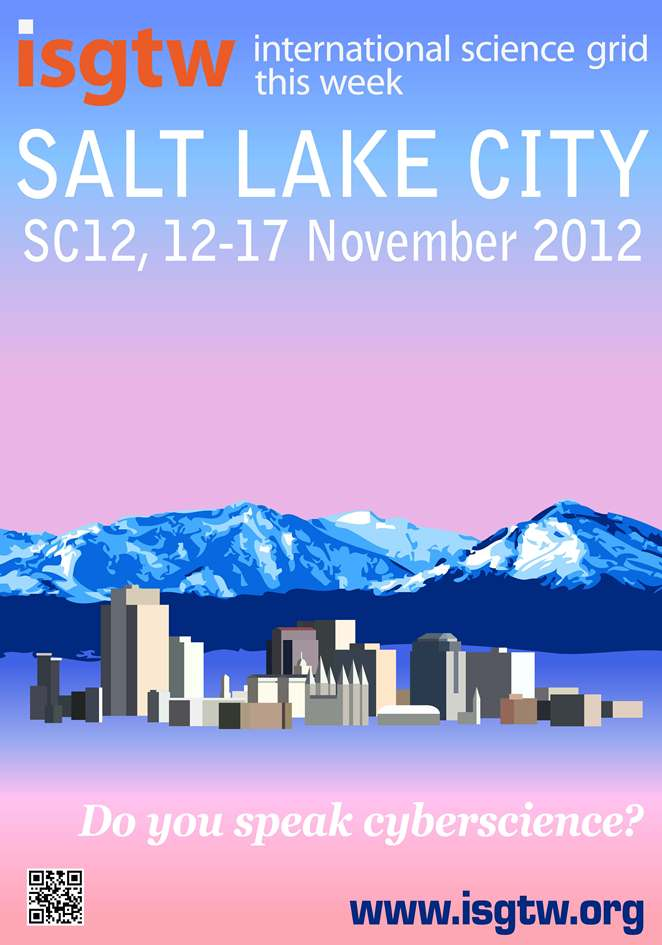 isgtw international science grid
this week
SALT LAKE CITY
SC12, 12-17 November 2012
Do you speak cyberscience?
www.isgtw.org